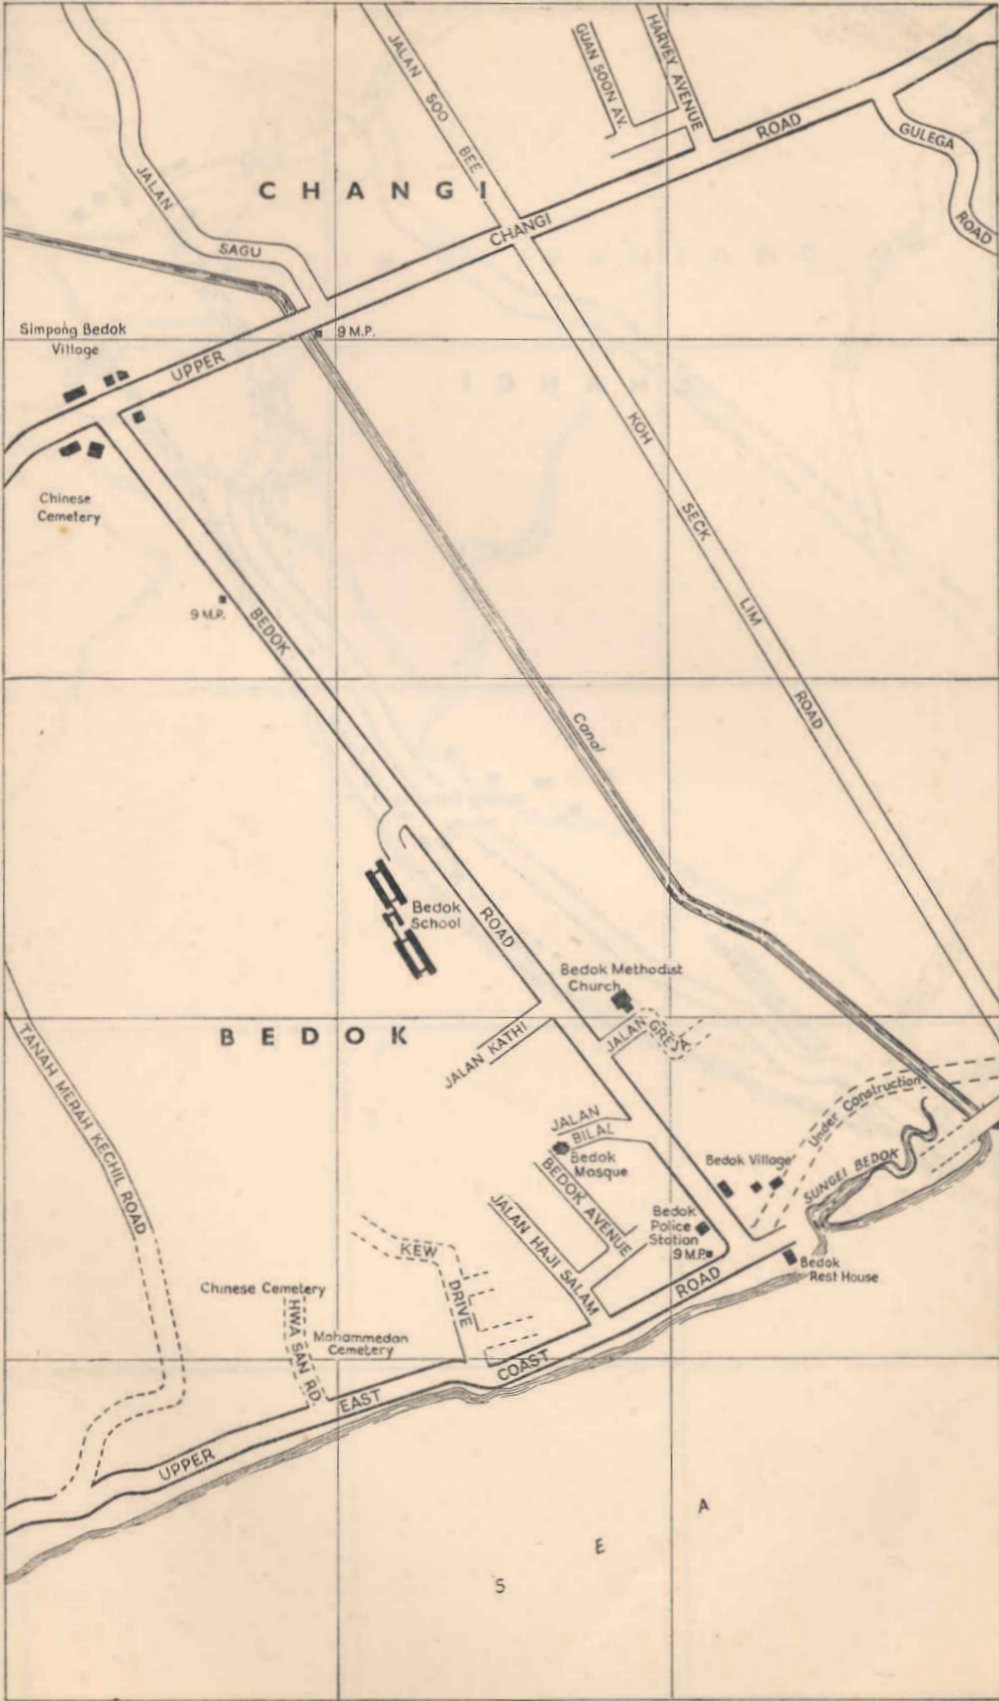 JALAN SOO BEE
GUAN SOON AV.
HARVEY AVENUE
ROAD
GULEGA ROAD
JALAN SAGU
CHANGI
CHANGI
UPPER
9 M.P.
Simpang Bedok
Village
Chinese
Cemetery
9 M.P.
BEDOK
KOH SECK LIM ROAD
Canal
Bedok
School
ROAD
Bedok Methodist
Church
JALAN GREJA
BEDOK
JALAN KATHI
TANAH MERAH KECHIL ROAD
Under Construction
JALAN
BILAL
Bedok
Mosque
BEDOK AVENUE
Bedok Village
SUNGEI BEDOK
JALAN HAJI SALAM
Bedok
Police
Station
9 M.P.
Bedok
Rest House
KEW DRIVE
Chinese Cemetery
HWA SAN RD.
Mohammedan
Cemetery
UPPER EAST COAST ROAD
SEA